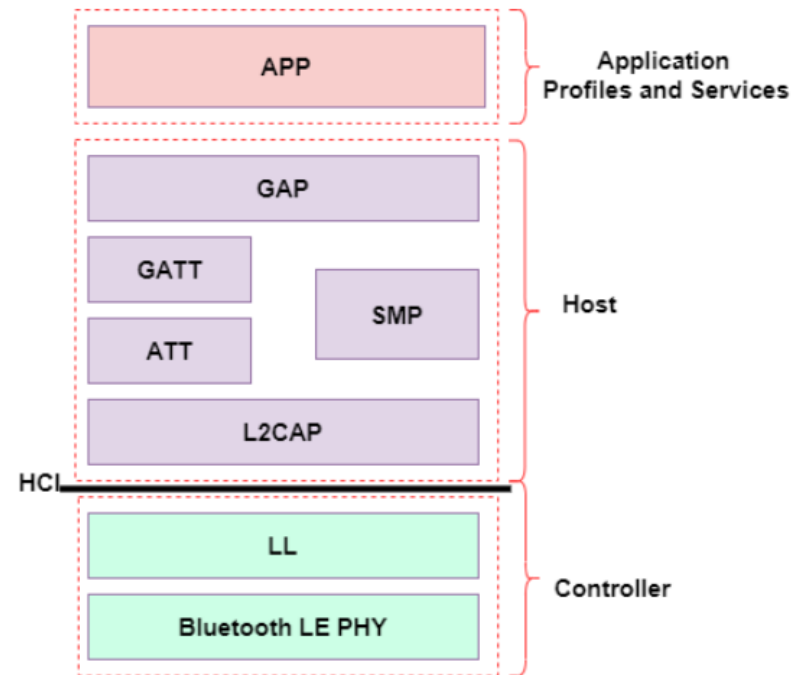 APP
Application
Profiles and Services
GAP
GATT
SMP
Host
ATT
L2CAP
HCI
LL
Controller
Bluetooth LE PHY